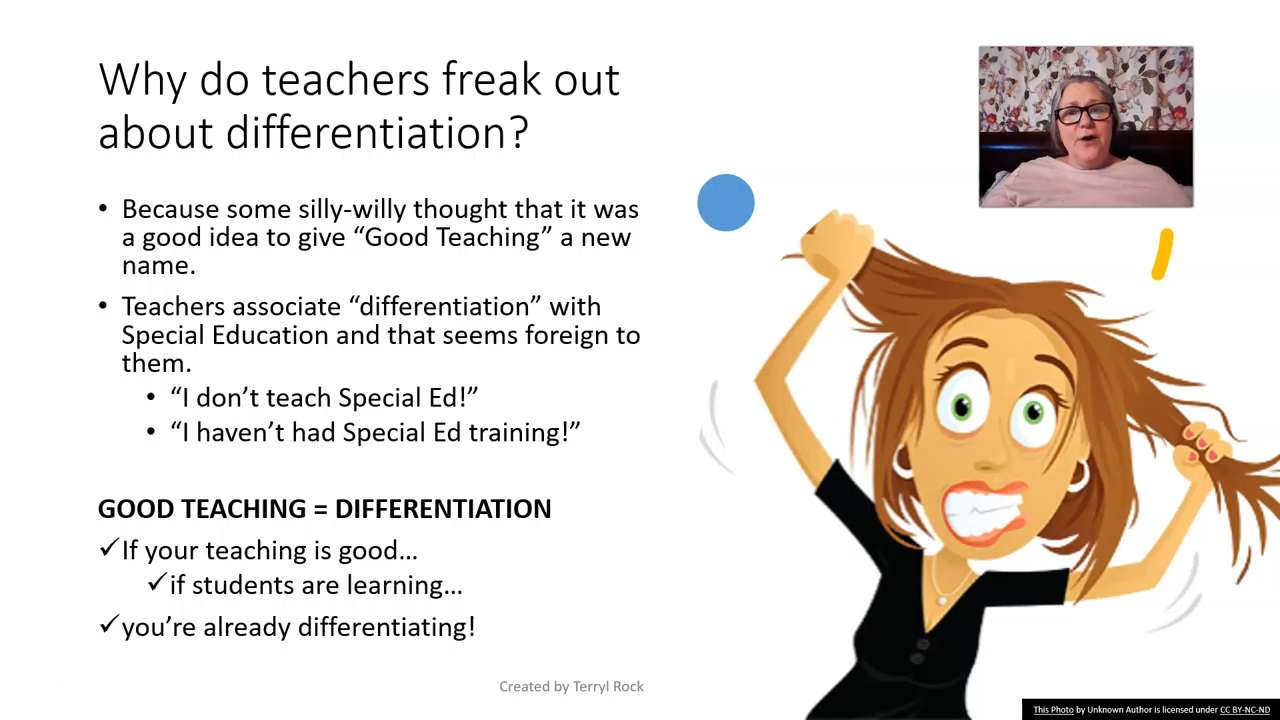 Why do teachers freak out
about differentiation?
• Because some silly-willy thought that it was
a good idea to give “Good Teaching” a new
name.
• Teachers associate “differentiation” with
Special Education and that seems foreign to
them.
• “I don’t teach Special Ed!”
• “I haven’t had Special Ed training!”
GOOD TEACHING = DIFFERENTIATION
✓If your teaching is good…
✓if students are learning…
✓you’re already differentiating!
Created by Terryl Rock
This Photo by Unknown Author is licensed under CC BY-NC-ND